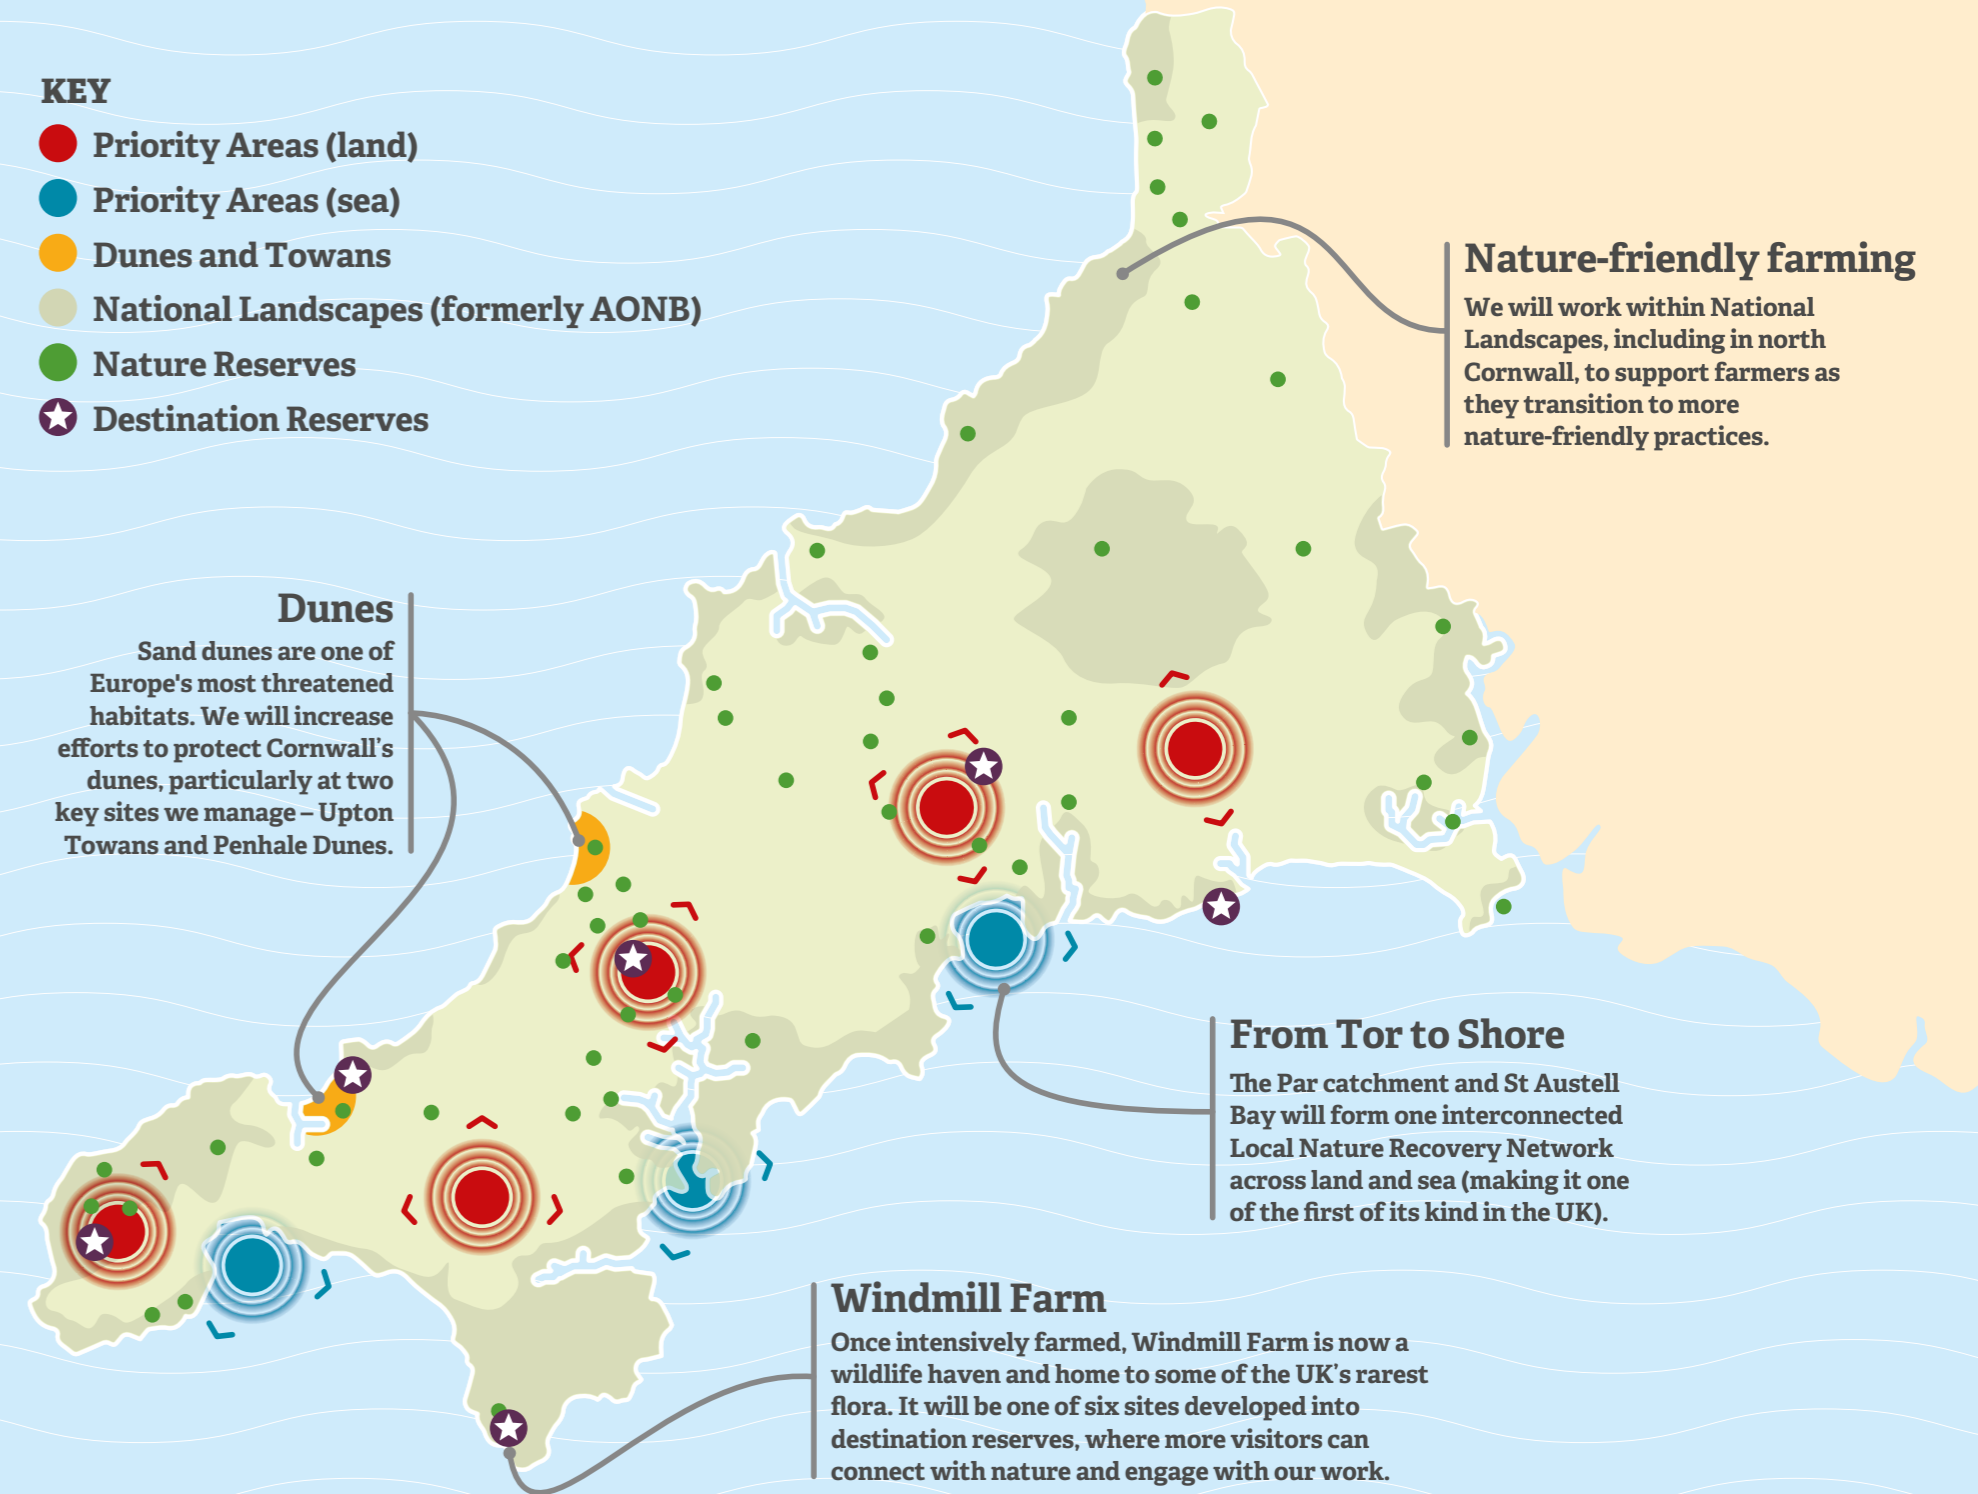 KEY
Priority Areas (land)
Priority Areas (sea)
Dunes and Towans
National Landscapes (formerly AONB)
Nature Reserves
Destination Reserves
Nature-friendly farming
We will work within National
Landscapes, including in north
Cornwall, to support farmers as
they transition to more
nature-friendly practices.
Dunes
Sand dunes are one of
Europe's most threatened
habitats. We will increase
efforts to protect Cornwall’s
dunes, particularly at two
key sites we manage – Upton
Towans and Penhale Dunes.
From Tor to Shore
The Par catchment and St Austell
Bay will form one interconnected
Local Nature Recovery Network
across land and sea (making it one
of the first of its kind in the UK).
Windmill Farm
Once intensively farmed, Windmill Farm is now a
wildlife haven and home to some of the UK’s rarest
flora. It will be one of six sites developed into
destination reserves, where more visitors can
connect with nature and engage with our work.